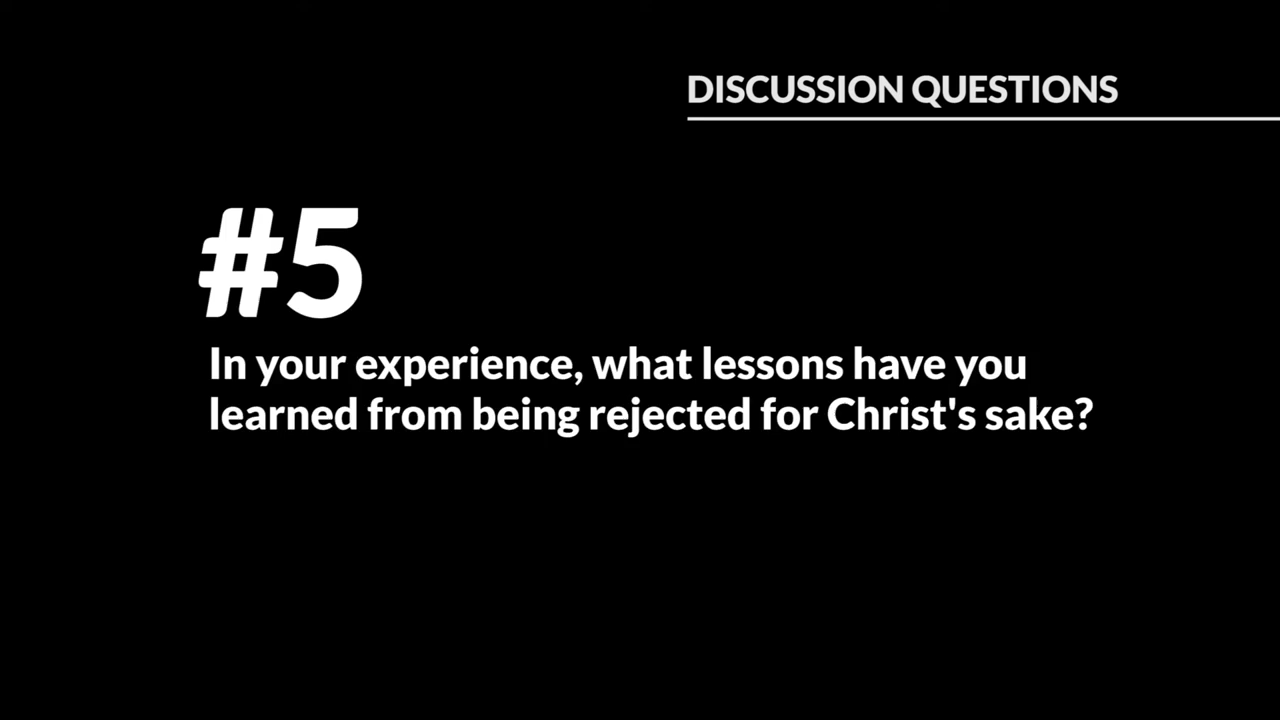 DISCUSSION QUESTIONS
#5
In your experience, what lessons have you
learned from being rejected for Christ's sake?